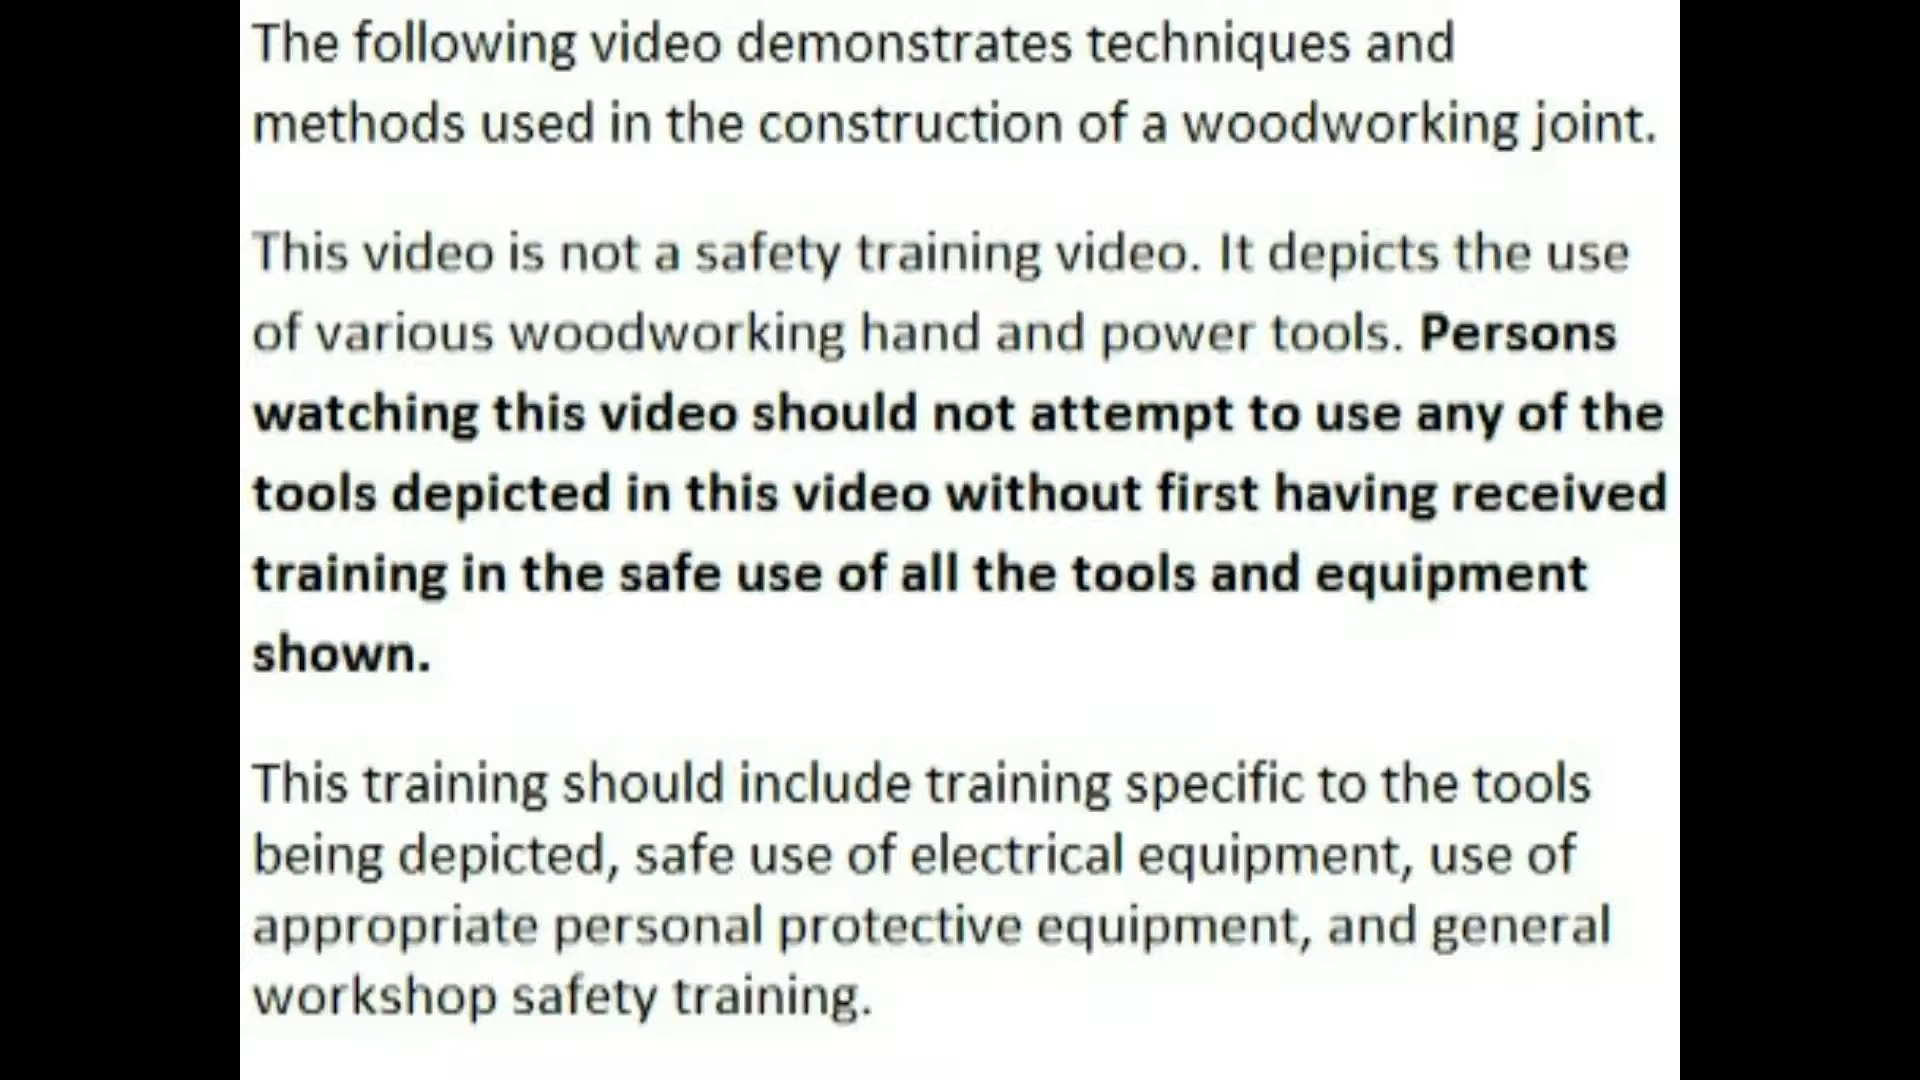 The following video demonstrates techniques and
methods used in the construction of a woodworking joint.
This video is not a safety training video. It depicts the use
of various woodworking hand and power tools. Persons
watching this video should not attempt to use any of the
tools depicted in this video without first having received
training in the safe use of all the tools and equipment
shown.
This training should include training specific to the tools
being depicted, safe use of electrical equipment, use of
appropriate personal protective equipment, and general
workshop safety training.